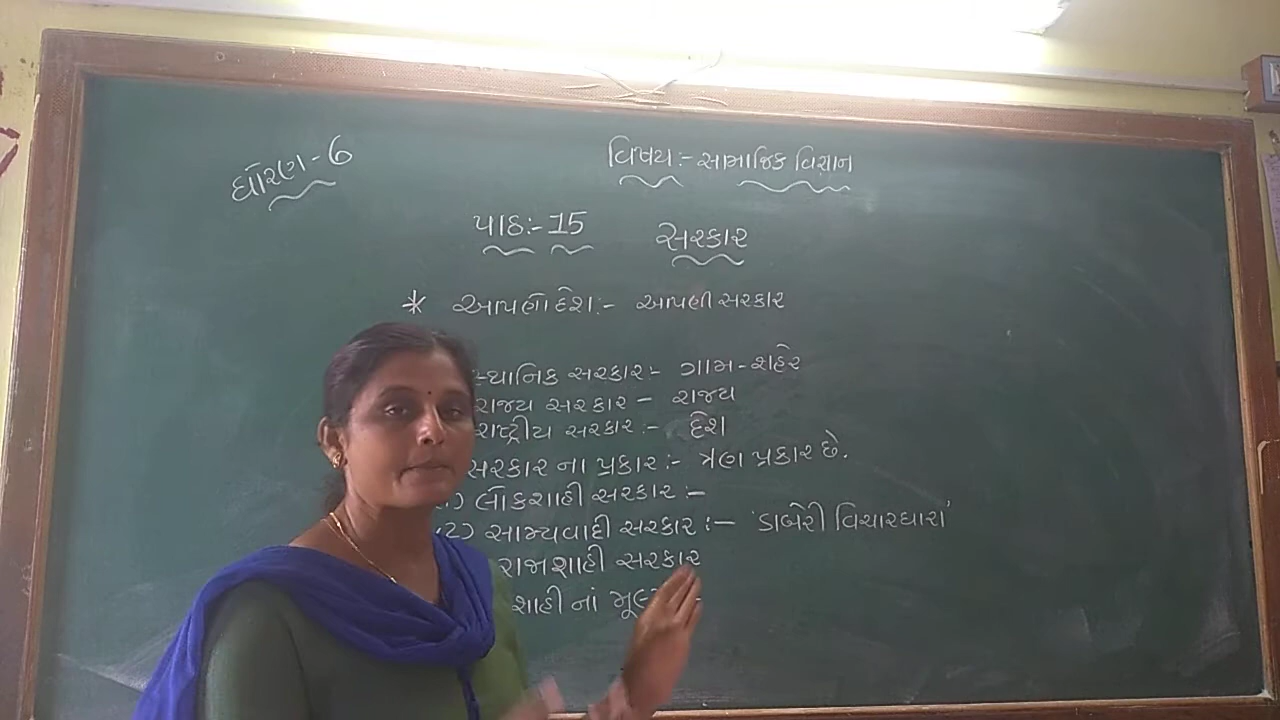 ધોરણ-6
વિષય:- સામાજિક વિજ્ઞાન
પાઠ:- 15 સરકાર
* આપણો દેશ:- આપણી સરકાર
સ્થાનિક સરકાર:- ગામ-શહેર
રાજ્ય સરકાર - રાજ્ય
રાષ્ટ્રીય સરકાર:- દેશ
સરકાર ના પ્રકાર:- ત્રણ પ્રકાર છે.
લોકશાહી સરકાર:-
(૨) સામ્યવાદી સરકાર:- 'ડાબેરી વિચારધારા'
રાજાશાહી સરકાર
શાહી નાં